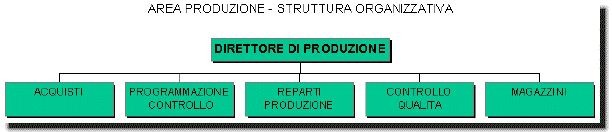 AREA PRODUZIONE - STRUTTURA ORGANIZZATIVA
DIRETTORE DI PRODUZIONE
ACQUISTI
PROGRAMMAZIONE
CONTROLLO
REPARTI
PRODUZIONE
CONTROLLO
QUALITA
MAGAZZINI